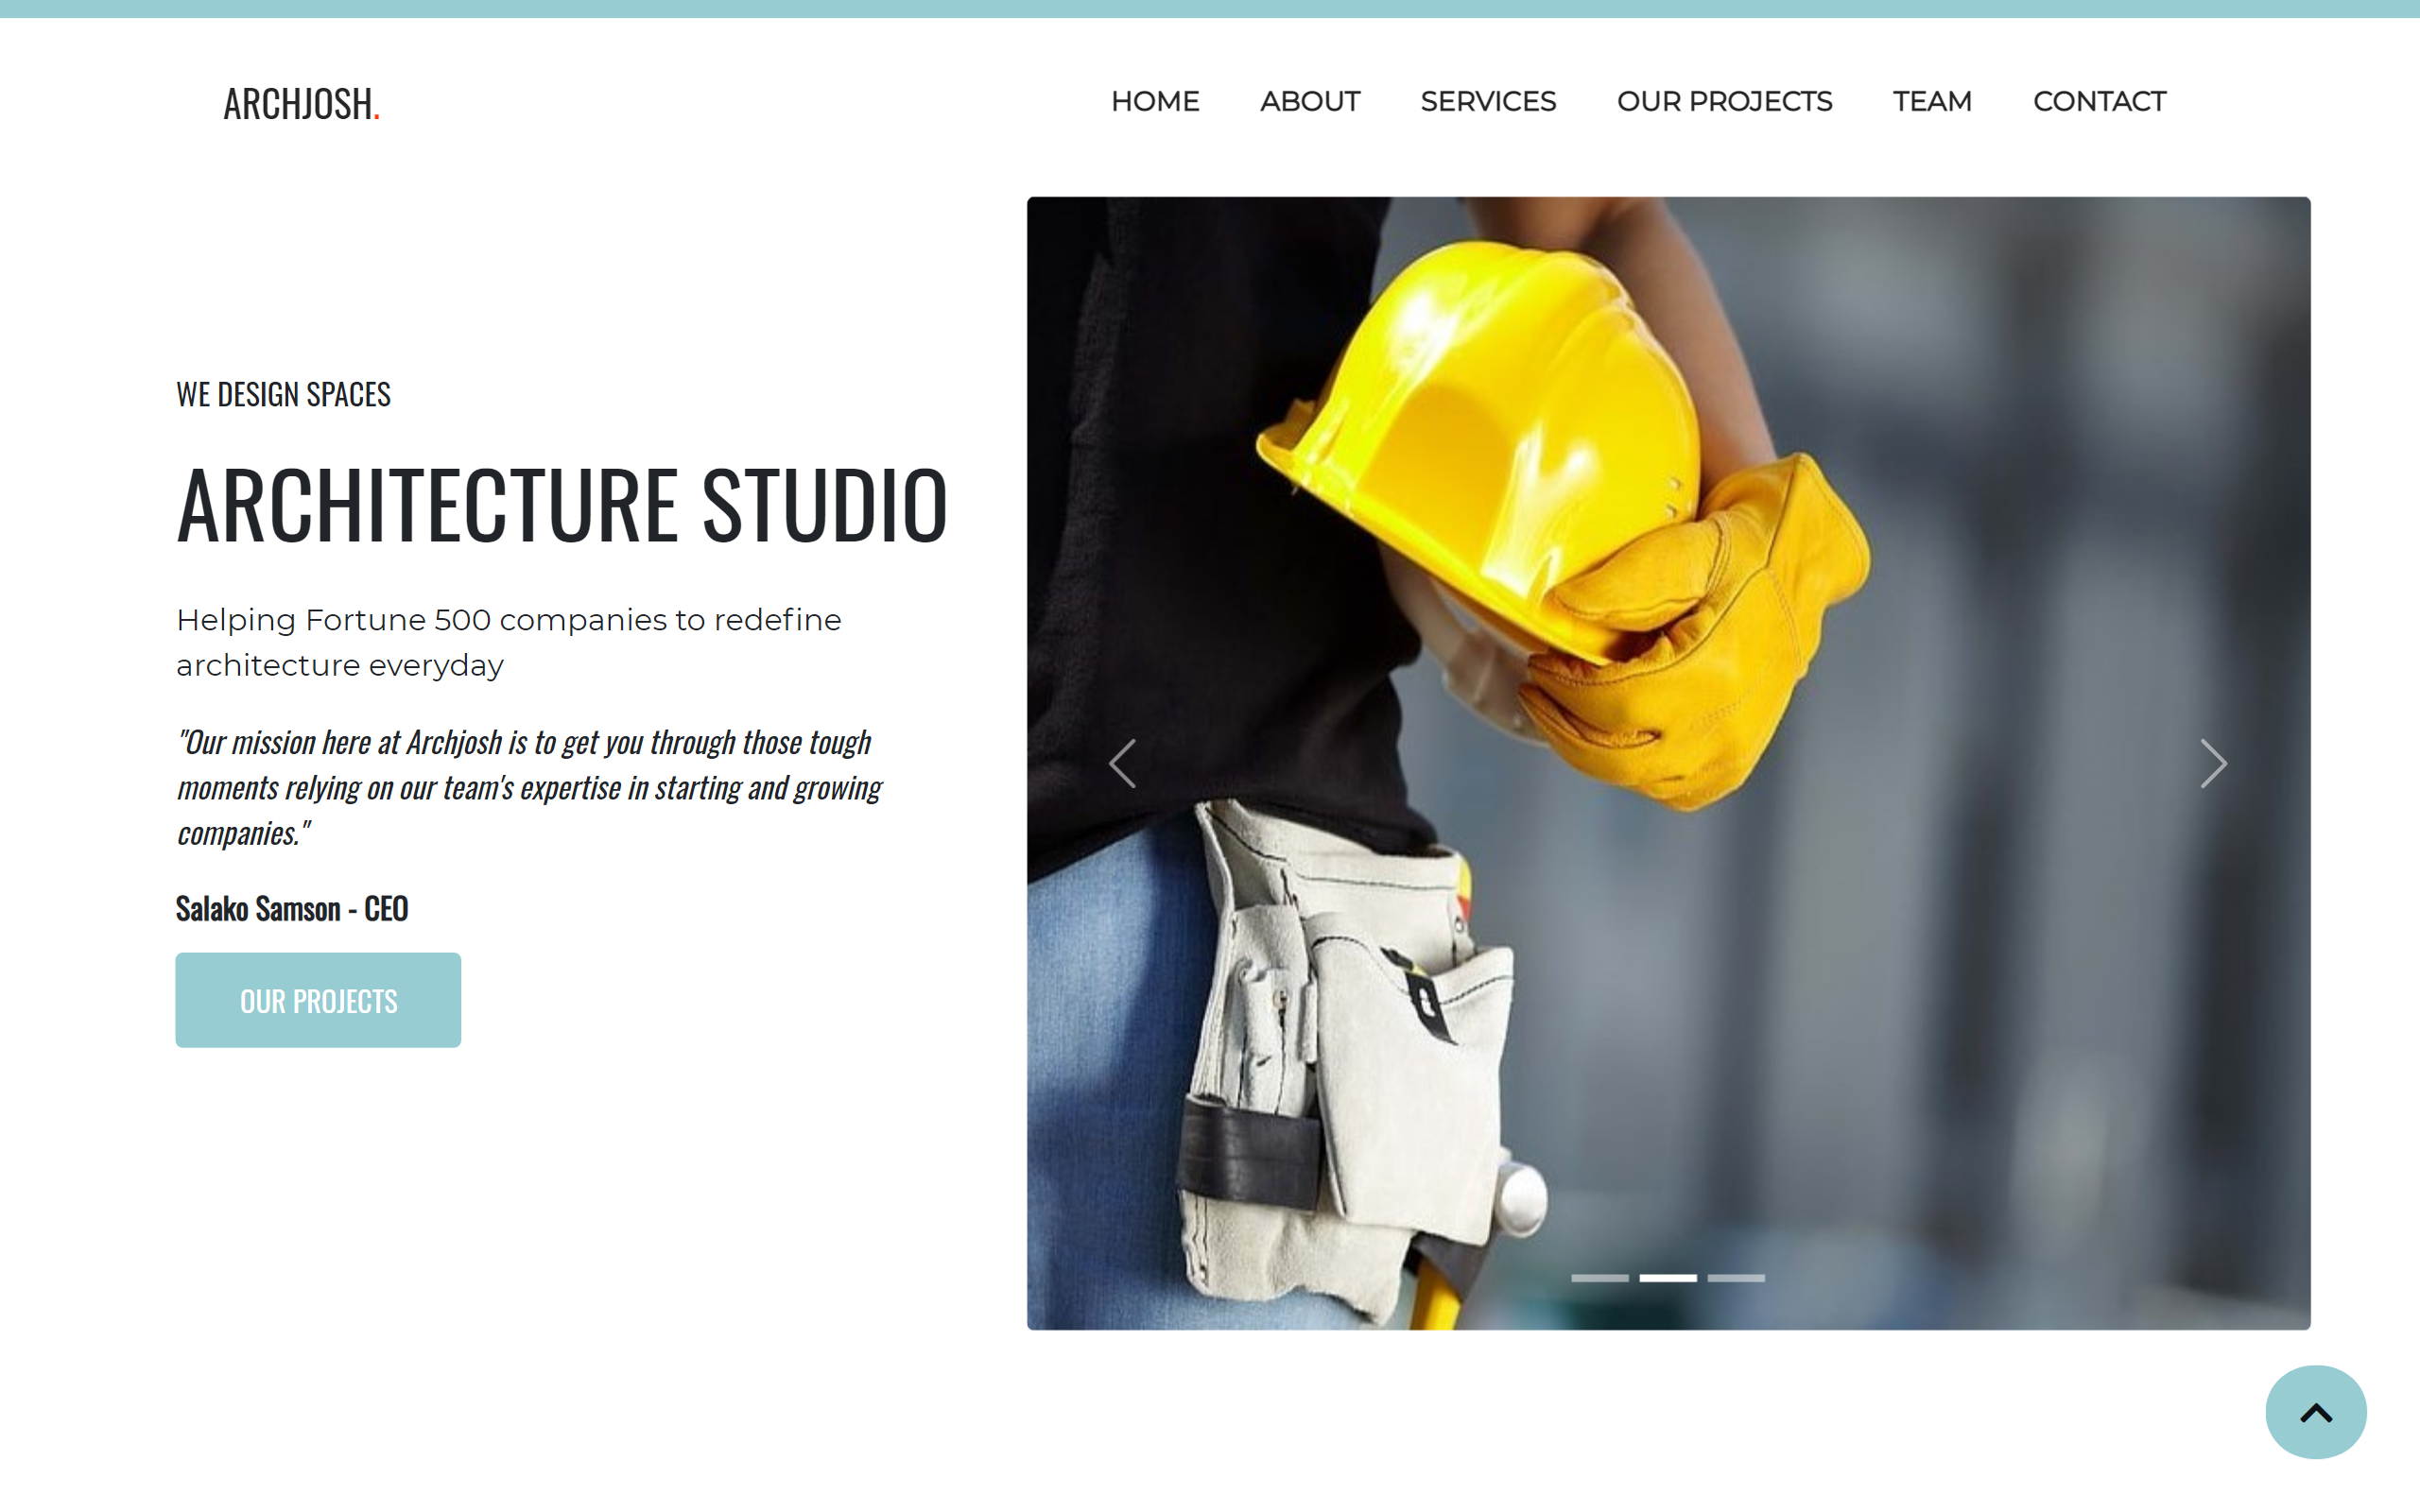 ARCHJOSH.
HOME ABOUT SERVICES OUR PROJECTS TEAM CONTACT
WE DESIGN SPACES
ARCHITECTURE STUDIO
Helping Fortune 500 companies to redefine
architecture everyday
"Our mission here at Archjosh is to get you through those tough
moments relying on our team's expertise in starting and growing
companies."
Salako Samson - CEO
OUR PROJECTS